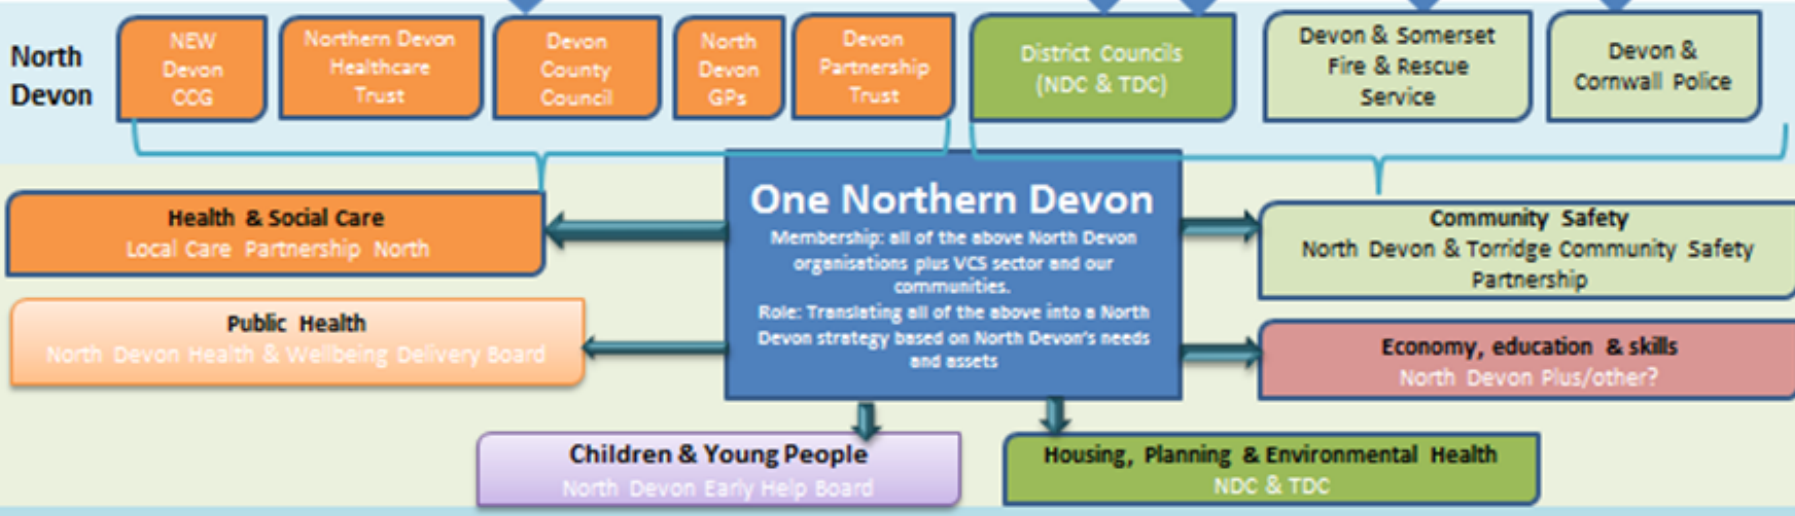 North
Devon
NEW
Devon
CCG
Northern Devon
Healthcare
Trust
Devon
County
Council
North
Devon
GPs
Devon
Partnership
Trust
District Councils
(NDC & TDC)
Devon & Somerset
Fire & Rescue
Service
Devon &
Cornwall Police
One Northern Devon
Membership: all of the above North Devon
organisations plus VCS sector and our
communities.
Role: Translating all of the above into a North
Devon strategy based on North Devon's needs
and assets
Health & Social Care
Local Care Partnership North
Community Safety
North Devon & Torridge Community Safety
Partnership
Public Health
North Devon Health & Wellbeing Delivery Board
Economy, education & skills
North Devon Plus/other?
Children & Young People
North Devon Early Help Board
Housing, Planning & Environmental Health
NDC & TDC